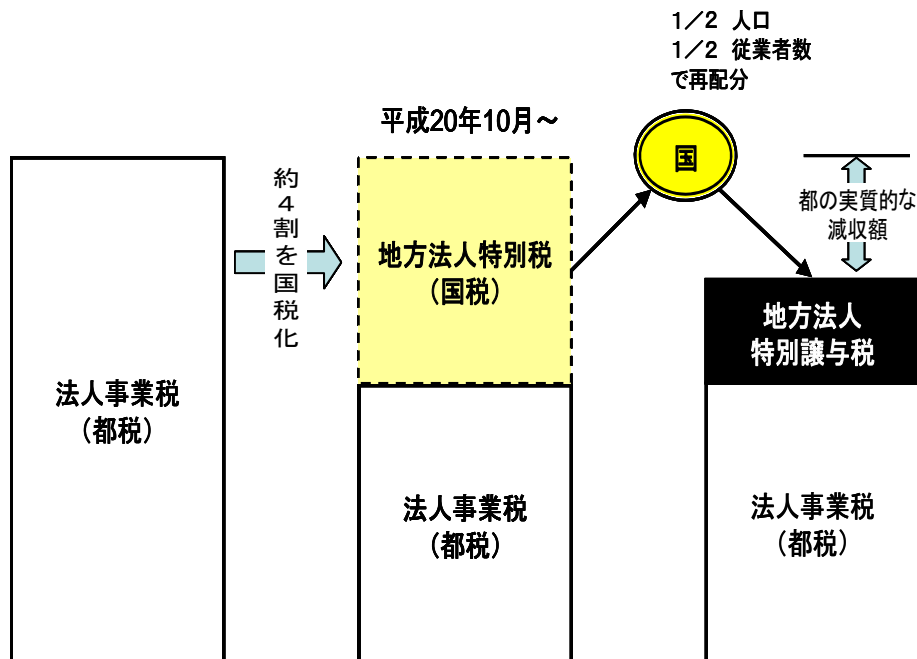 1／2 人口
1／2 従業者数
で再配分
平成20年10月～
国
都の実質的な
減収額
約4割を国税化
地方法人特別税
（国税）
地方法人
特別譲与税
法人事業税
（都税）
法人事業税
（都税）
法人事業税
（都税）